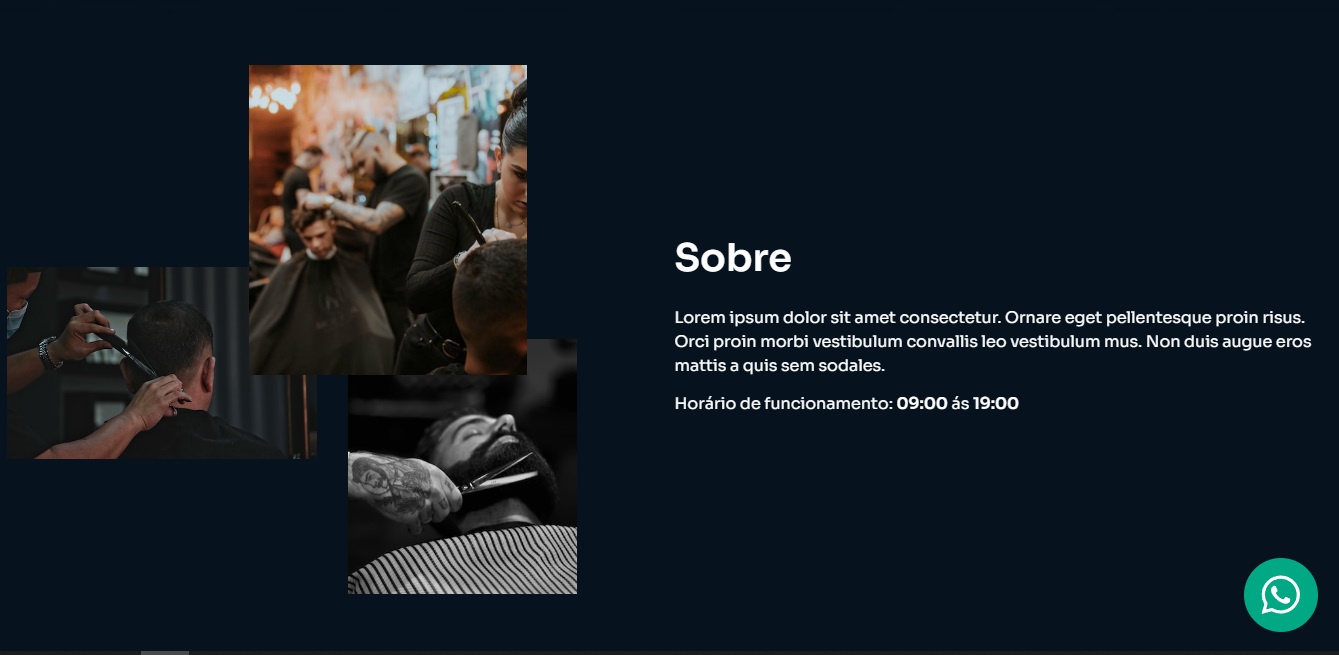 Sobre
Lorem ipsum dolor sit amet consectetur. Ornare eget pellentesque proin risus.
Orci proin morbi vestibulum convallis leo vestibulum mus. Non duis augue eros
mattis a quis sem sodales.
Horário de funcionamento: 09:00 ás 19:00